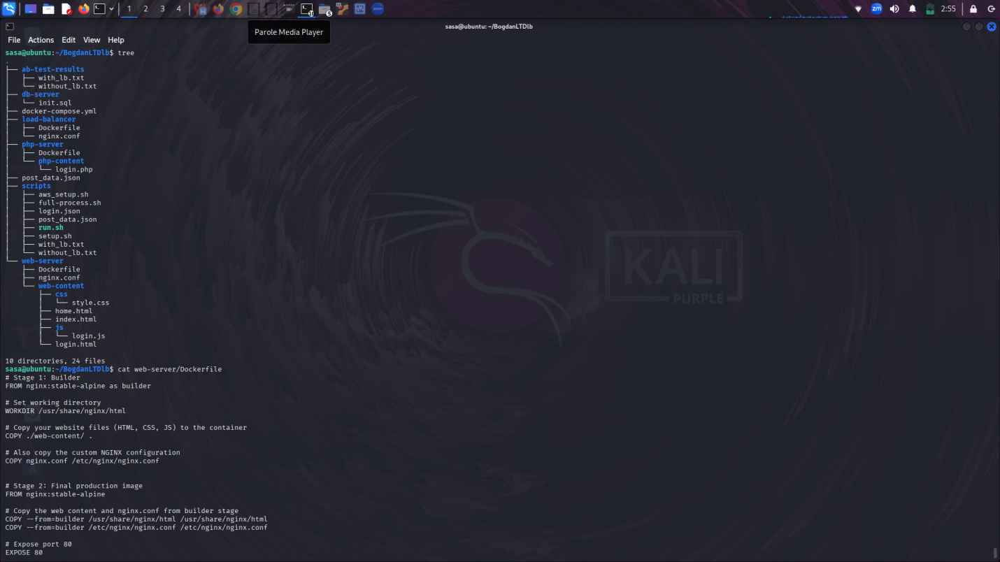 1 2 3 4
10
5
zm
zoom
2:55
sasa@ubuntu: ~/BogdanLTDlb
Parole Media Player
File Actions Edit View Help
sasa@ubuntu:~/BogdanLTDlb$ tree
.
├── ab-test-results
│   ├── with_lb.txt
│   └── without_lb.txt
├── db-server
│   └── init.sql
├── docker-compose.yml
├── load-balancer
│   ├── Dockerfile
│   └── nginx.conf
├── php-server
│   ├── Dockerfile
│   └── php-content
│       └── login.php
├── post_data.json
├── scripts
│   ├── aws_setup.sh
│   ├── full-process.sh
│   ├── login.json
│   ├── post_data.json
│   ├── run.sh
│   ├── setup.sh
│   ├── with_lb.txt
│   └── without_lb.txt
└── web-server
    ├── Dockerfile
    ├── nginx.conf
    └── web-content
        ├── css
        │   └── style.css
        ├── home.html
        ├── index.html
        ├── js
        │   └── login.js
        └── login.html
10 directories, 24 files
sasa@ubuntu:~/BogdanLTDlb$ cat web-server/Dockerfile
# Stage 1: Builder
FROM nginx:stable-alpine as builder
# Set working directory
WORKDIR /usr/share/nginx/html
# Copy your website files (HTML, CSS, JS) to the container
COPY ./web-content/ .
# Also copy the custom NGINX configuration
COPY nginx.conf /etc/nginx/nginx.conf
# Stage 2: Final production image
FROM nginx:stable-alpine
# Copy the web content and nginx.conf from builder stage
COPY --from=builder /usr/share/nginx/html /usr/share/nginx/html
COPY --from=builder /etc/nginx/nginx.conf /etc/nginx/nginx.conf
# Expose port 80
EXPOSE 80
KALI
PURPLE